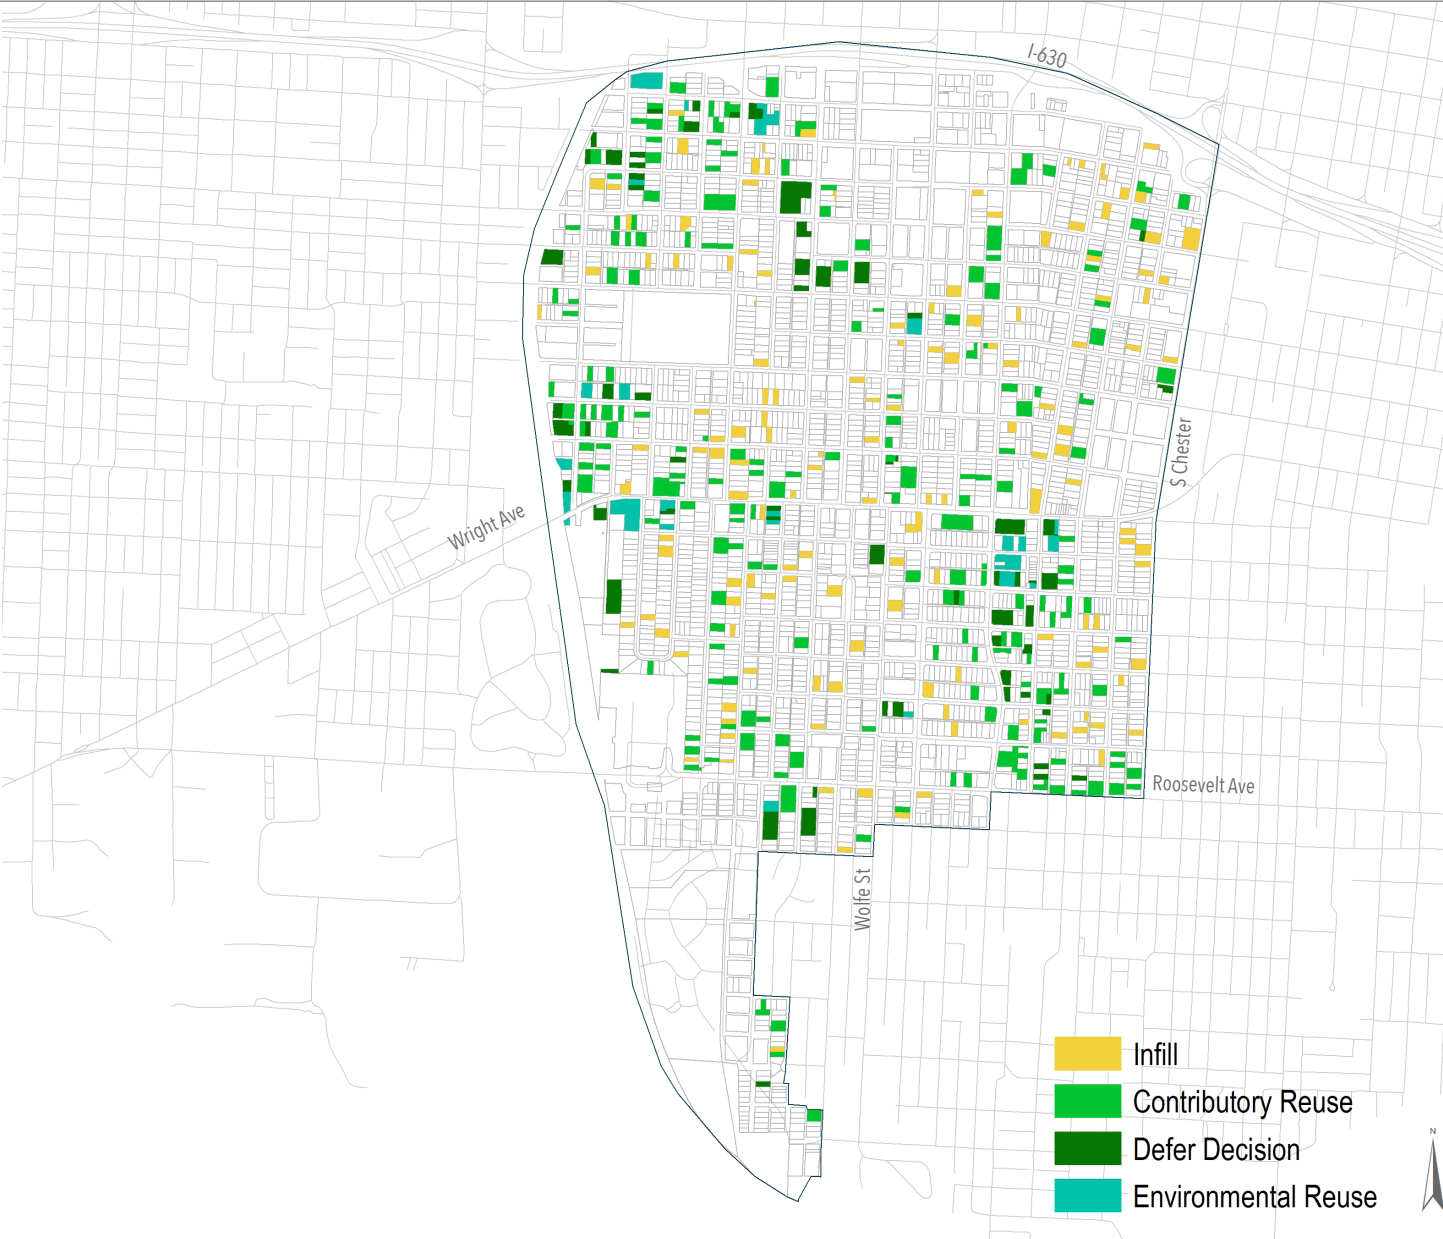 I-630
S Chester
Wright Ave
Roosevelt Ave
Wolfe St
Infill
Contributory Reuse
Defer Decision
Environmental Reuse
N